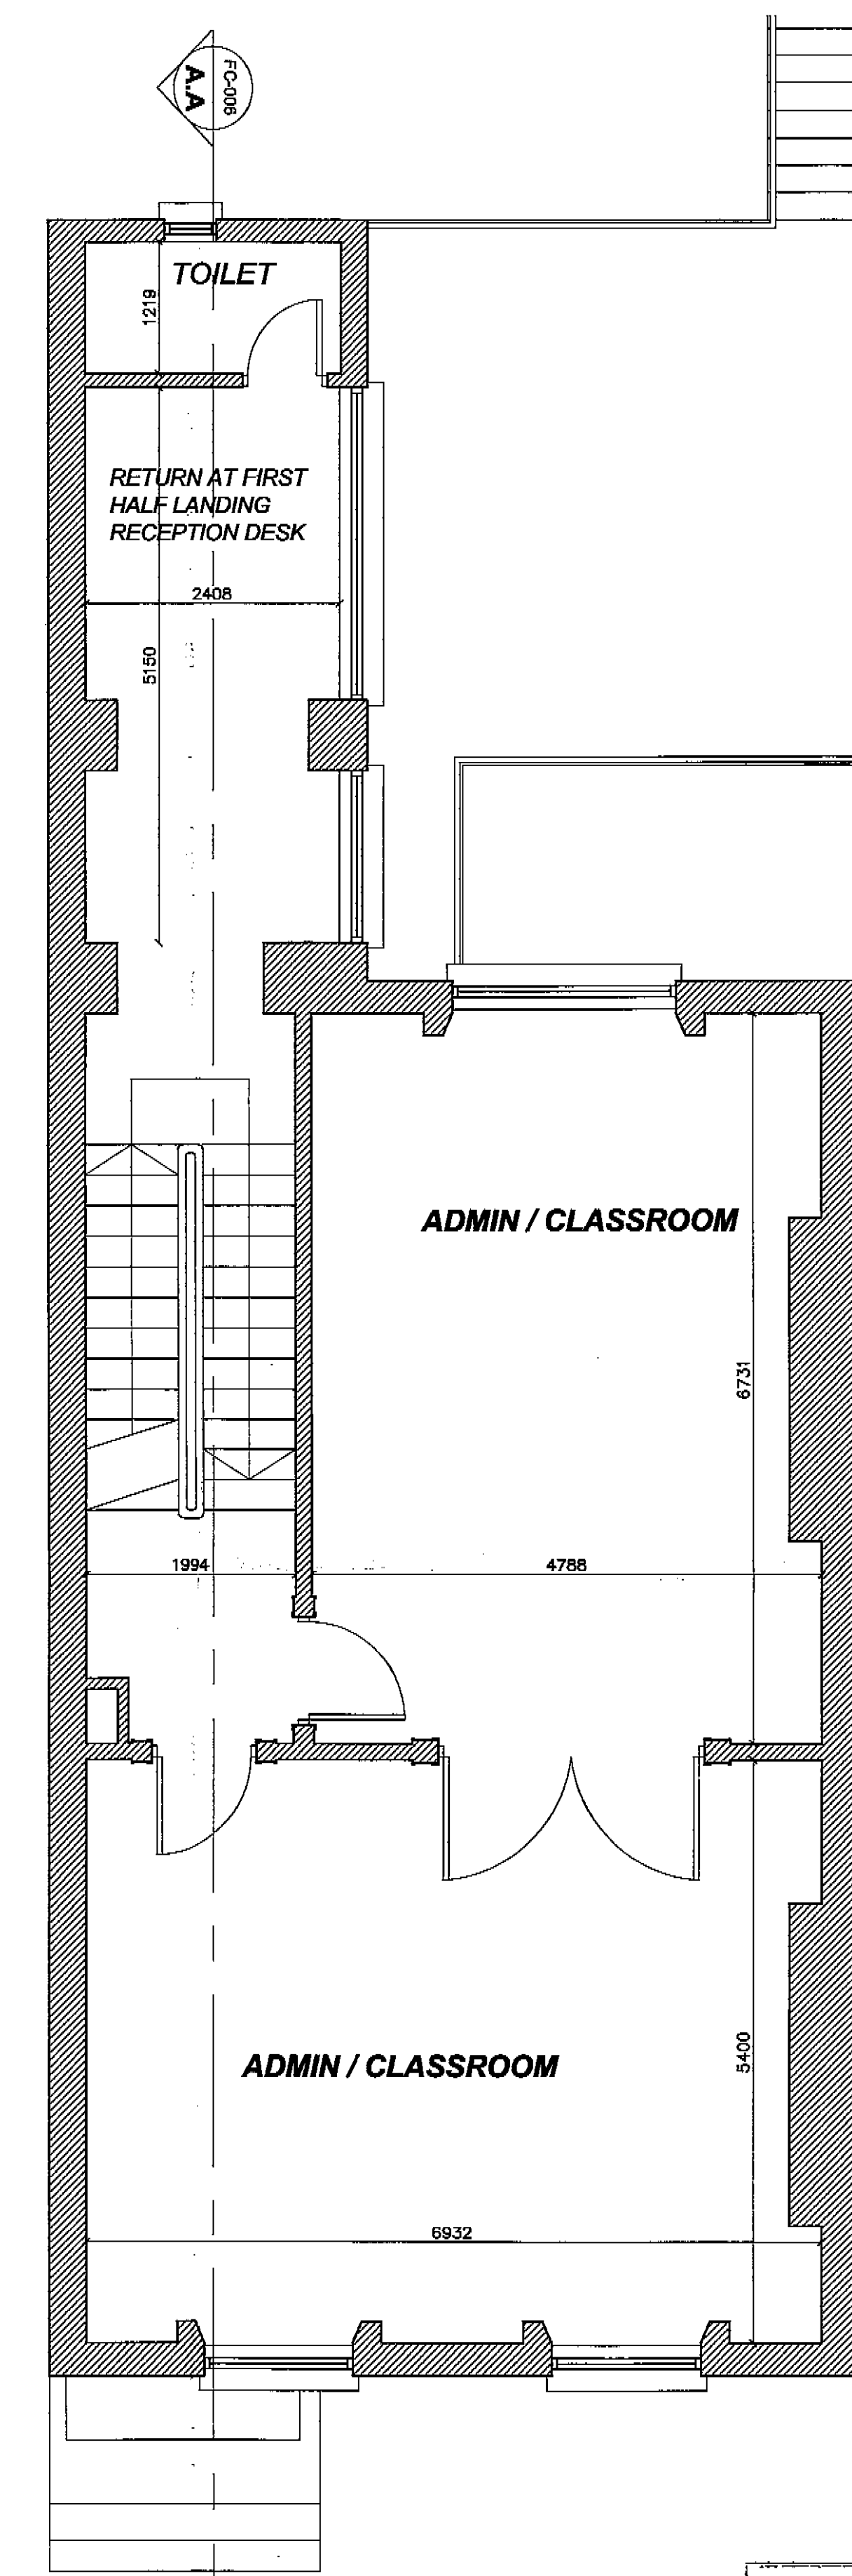 FC-006
A.A
TOILET
1219
RETURN AT FIRST
HALF LANDING
RECEPTION DESK
2408
5150
ADMIN / CLASSROOM
6731
1994
4788
ADMIN / CLASSROOM
5400
6932